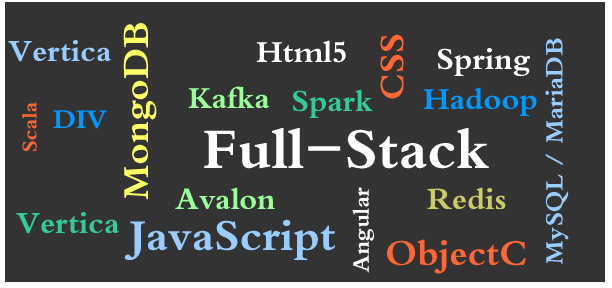 Vertica
MongoDB
Html5
CSS
Spring
MySQL / MariaDB
Scala
DIV
Kafka
Spark
Hadoop
Full-Stack
Vertica
Avalon
JavaScript
Angular
Redis
ObjectC